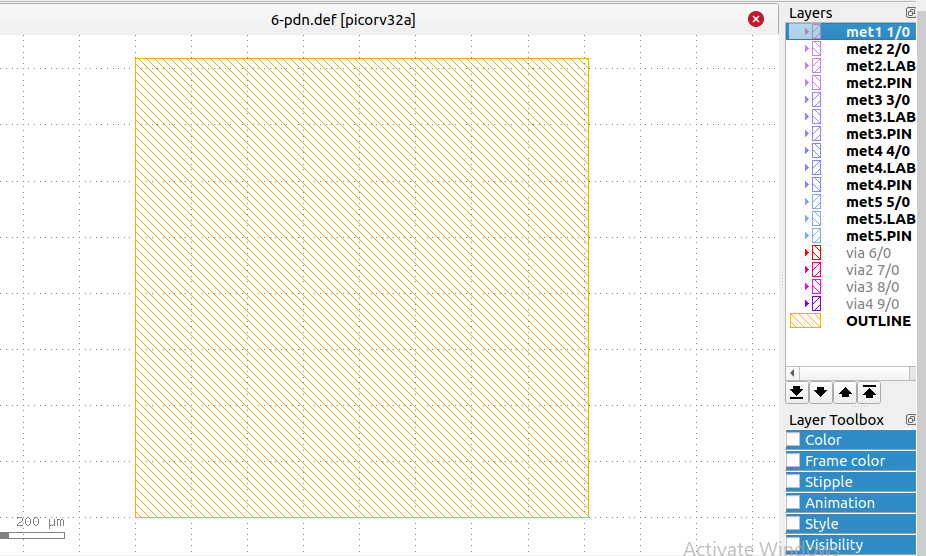 6-pdn.def [picorv32a]
200 µm
Layers
met1 1/0
met2 2/0
met2.LAB
met2.PIN
met3 3/0
met3.LAB
met3.PIN
met4 4/0
met4.LAB
met4.PIN
met5 5/0
met5.LAB
met5.PIN
via 6/0
via2 7/0
via3 8/0
via4 9/0
OUTLINE
Layer Toolbox
Color
Frame color
Stipple
Animation
Style
Visibility
Activate Windows